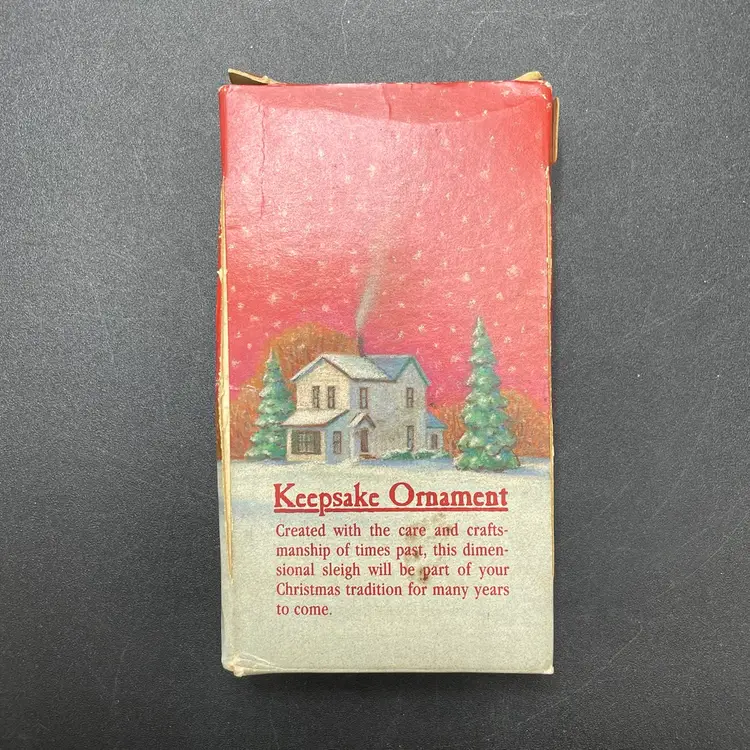 Keepsake Ornament
Created with the care and crafts-
manship of times past, this dimen-
sional sleigh will be part of your
Christmas tradition for many years
to come.